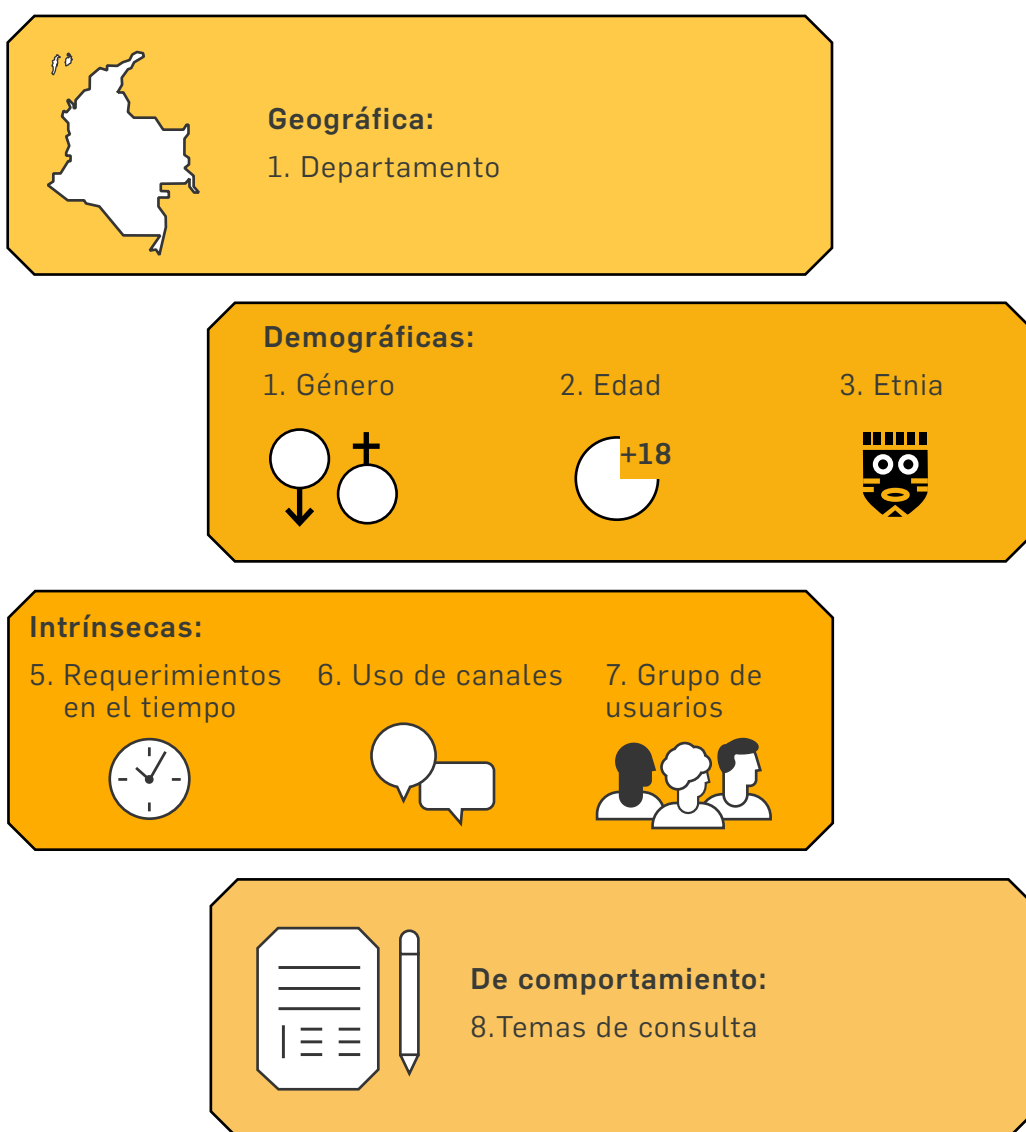 Geográfica:
1. Departamento
Demográficas:
1. Género
2. Edad
3. Etnia
+18
Intrínsecas:
5. Requerimientos
en el tiempo
6. Uso de canales
7. Grupo de
usuarios
De comportamiento:
8.Temas de consulta